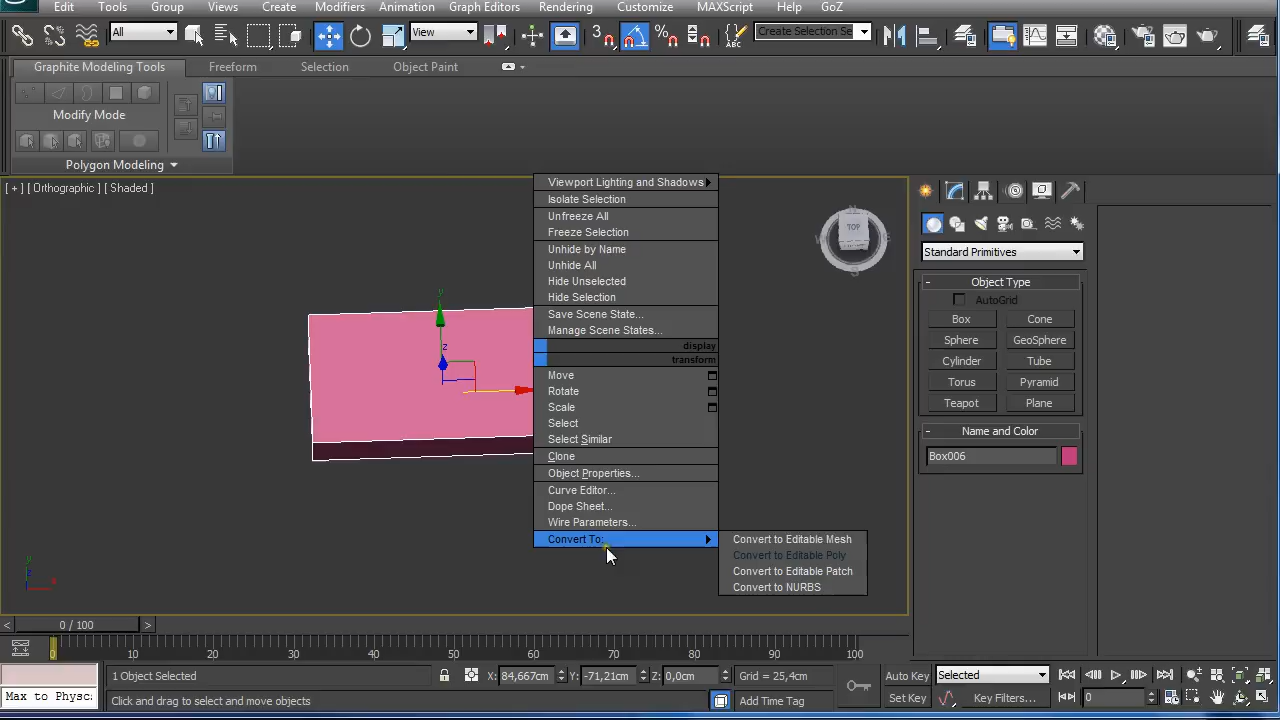 Edit Tools Group Views Create Modifiers Animation Graph Editors Rendering Customize MAXScript Help GoZ
All View 3 Create Selection Se
Graphite Modeling Tools Freeform Selection Object Paint
Modify Mode
Polygon Modeling
[ + ] [ Orthographic ] [ Shaded ]
TOP
Viewport Lighting and Shadows
Isolate Selection
Unfreeze All
Freeze Selection
Unhide by Name
Unhide All
Hide Unselected
Hide Selection
Save Scene State...
Manage Scene States...
display
transform
Move
Rotate
Scale
Select
Select Similar
Clone
Object Properties...
Curve Editor...
Dope Sheet...
Wire Parameters...
Convert To:
Convert to Editable Mesh
Convert to Editable Poly
Convert to Editable Patch
Convert to NURBS
y
z
Standard Primitives
- Object Type
AutoGrid
Box Cone
Sphere GeoSphere
Cylinder Tube
Torus Pyramid
Teapot Plane
- Name and Color
Box006
< 0 / 100 >
0 10 20 30 40 50 60 70 80 90 100
1 Object Selected X: 84,667cm Y: -71,21cm Z: 0,0cm Grid = 25,4cm Auto Key Selected
Max to Physc Click and drag to select and move objects Add Time Tag Set Key Key Filters... 0